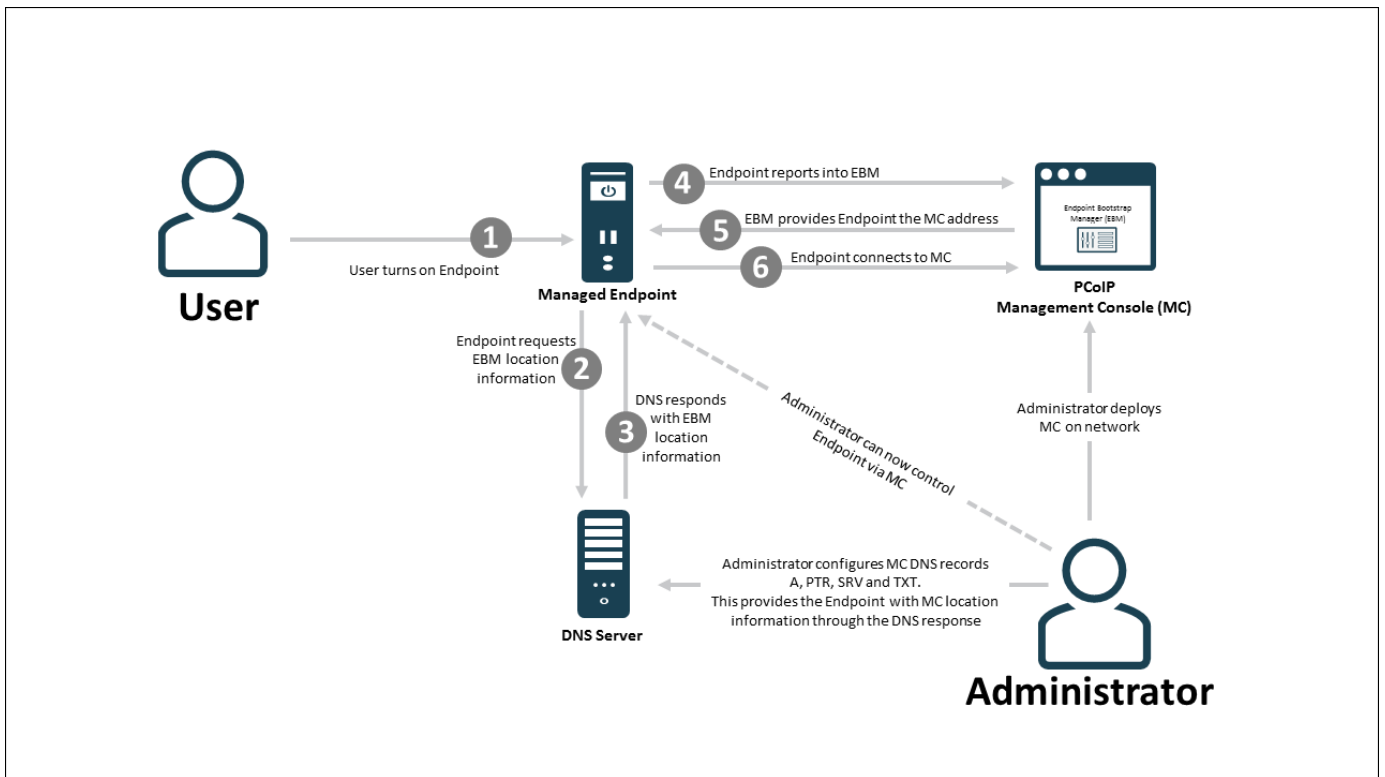 4
Endpoint reports into EBM
Endpoint Bootstrap
Manager (EBM)
5
EBM provides Endpoint the MC address
1
User turns on Endpoint
6
Endpoint connects to MC
User
Managed Endpoint
PCoIP
Management Console (MC)
Endpoint requests
EBM location
information
2
DNS responds
with EBM
location
information
3
Administrator can now control
Endpoint via MC
Administrator deploys
MC on network
DNS Server
Administrator configures MC DNS records
A, PTR, SRV and TXT.
This provides the Endpoint with MC location
information through the DNS response
Administrator